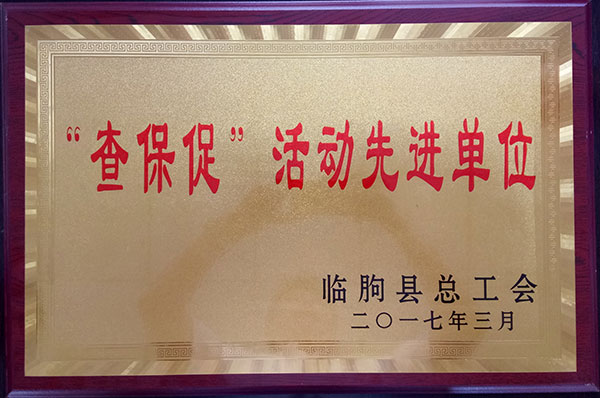 “查保促”活动先进单位
临朐县总工会
二〇一七年三月